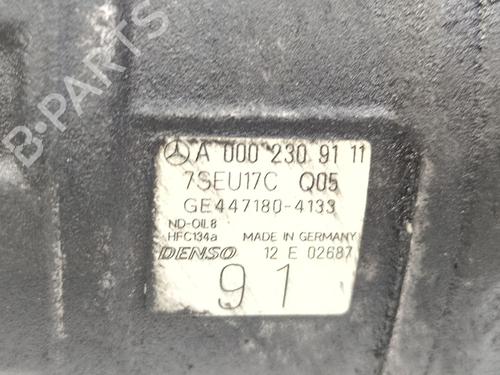 B-PARTS
A 000 230 91 11
7SEU17C Q05
GE447180-4133
ND-OIL8
HFC134a MADE IN GERMANY
DENSO 12 E 02687
91